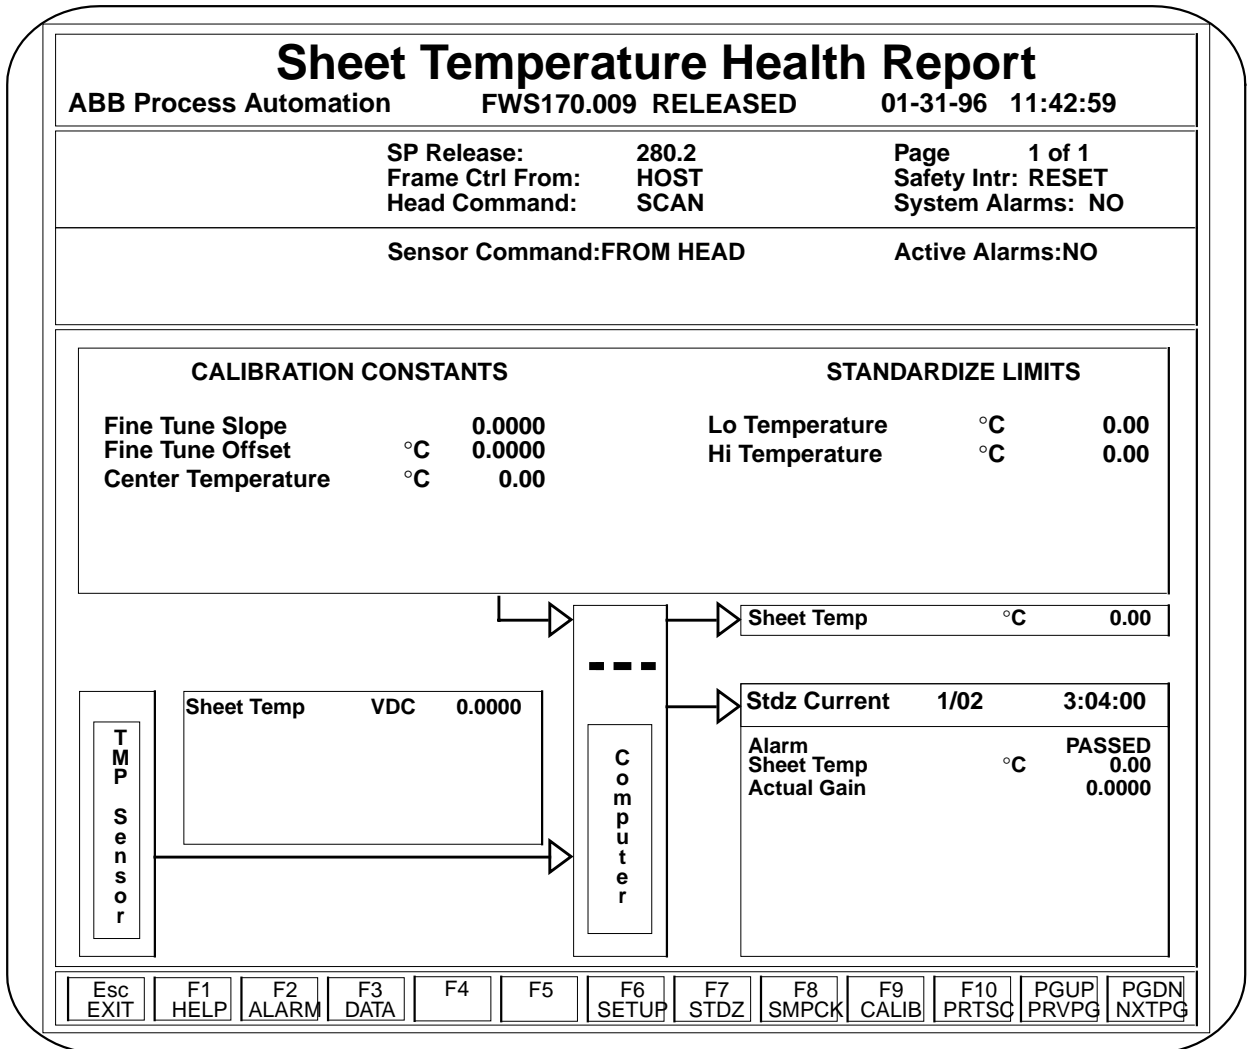 Sheet Temperature Health Report
ABB Process Automation FWS170.009 RELEASED 01-31-96 11:42:59
SP Release: 280.2 Page 1 of 1
Frame Ctrl From: HOST Safety Intr: RESET
Head Command: SCAN System Alarms: NO
Sensor Command:FROM HEAD Active Alarms:NO
CALIBRATION CONSTANTS STANDARDIZE LIMITS
Fine Tune Slope 0.0000 Lo Temperature °C 0.00
Fine Tune Offset °C 0.0000 Hi Temperature °C 0.00
Center Temperature °C 0.00
Sheet Temp °C 0.00
---
Sheet Temp VDC 0.0000
Stdz Current 1/02 3:04:00
TMP Sensor
Computer
Alarm PASSED
Sheet Temp °C 0.00
Actual Gain 0.0000
Esc F1 F2 F3 F4 F5 F6 F7 F8 F9 F10 PGUP PGDN
EXIT HELP ALARM DATA SETUP STDZ SMPCK CALIB PRTSC PRVPG NXTPG